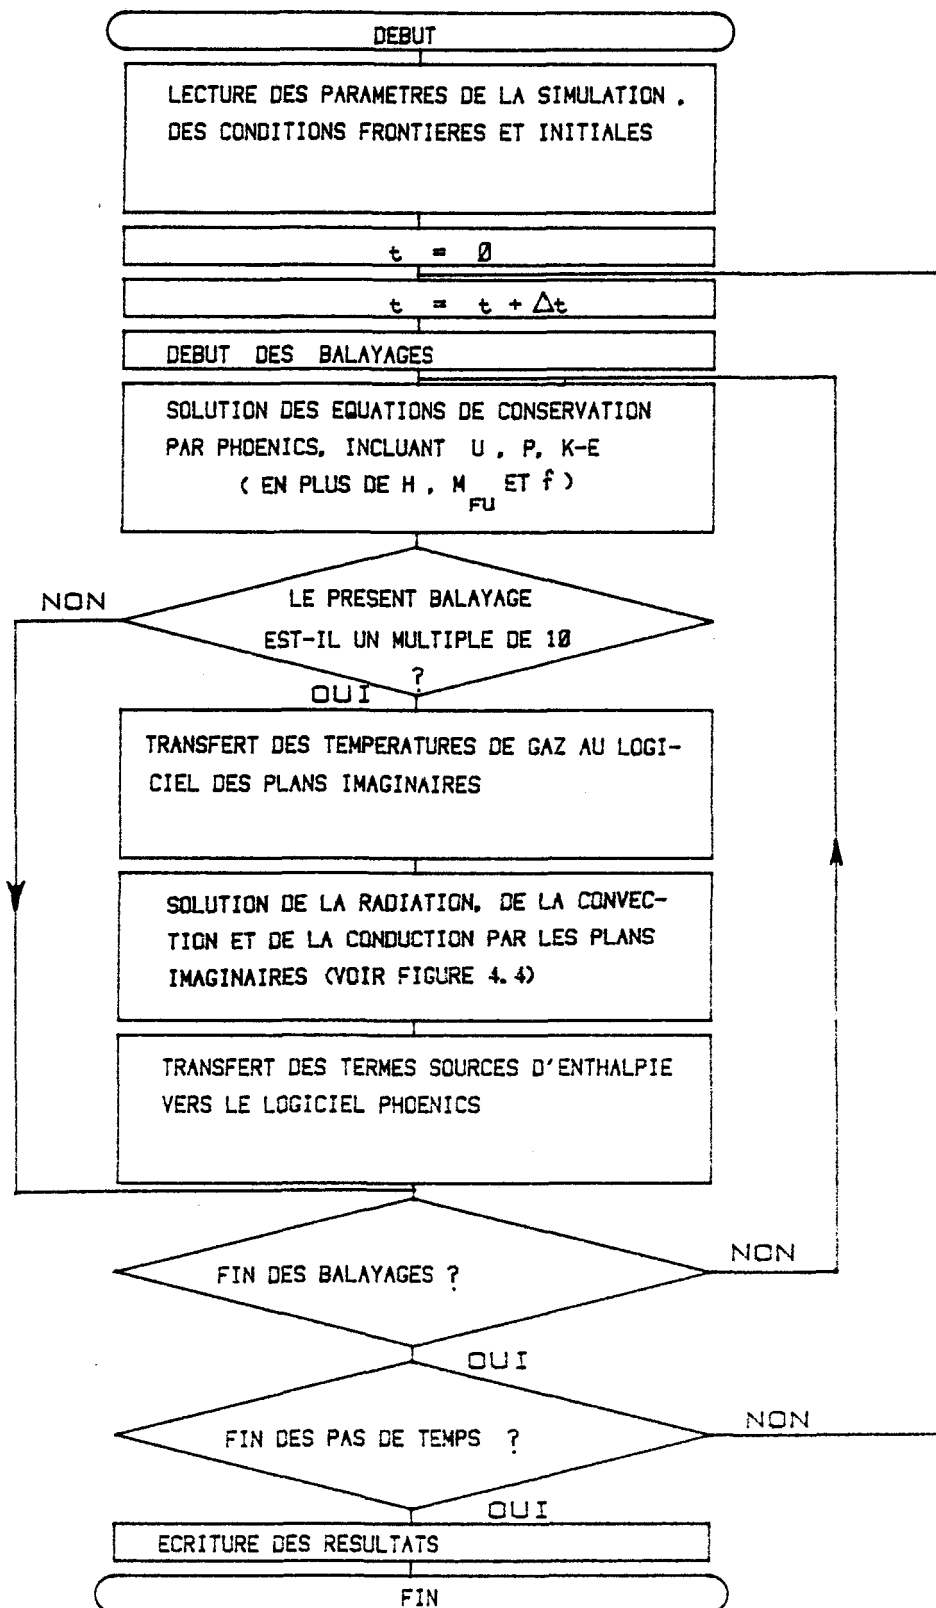 DEBUT
LECTURE DES PARAMETRES DE LA SIMULATION .
DES CONDITIONS FRONTIERES ET INITIALES
t = 0
t = t + Δt
DEBUT DES BALAYAGES
SOLUTION DES EQUATIONS DE CONSERVATION
PAR PHOENICS, INCLUANT U , P, K-E
( EN PLUS DE H , M_FU ET f )
NON
LE PRESENT BALAYAGE
EST-IL UN MULTIPLE DE 10
?
OUI
TRANSFERT DES TEMPERATURES DE GAZ AU LOGI-
CIEL DES PLANS IMAGINAIRES
SOLUTION DE LA RADIATION, DE LA CONVEC-
TION ET DE LA CONDUCTION PAR LES PLANS
IMAGINAIRES (VOIR FIGURE 4.4)
TRANSFERT DES TERMES SOURCES D'ENTHALPIE
VERS LE LOGICIEL PHOENICS
FIN DES BALAYAGES ?
NON
OUI
FIN DES PAS DE TEMPS ?
NON
OUI
ECRITURE DES RESULTATS
FIN